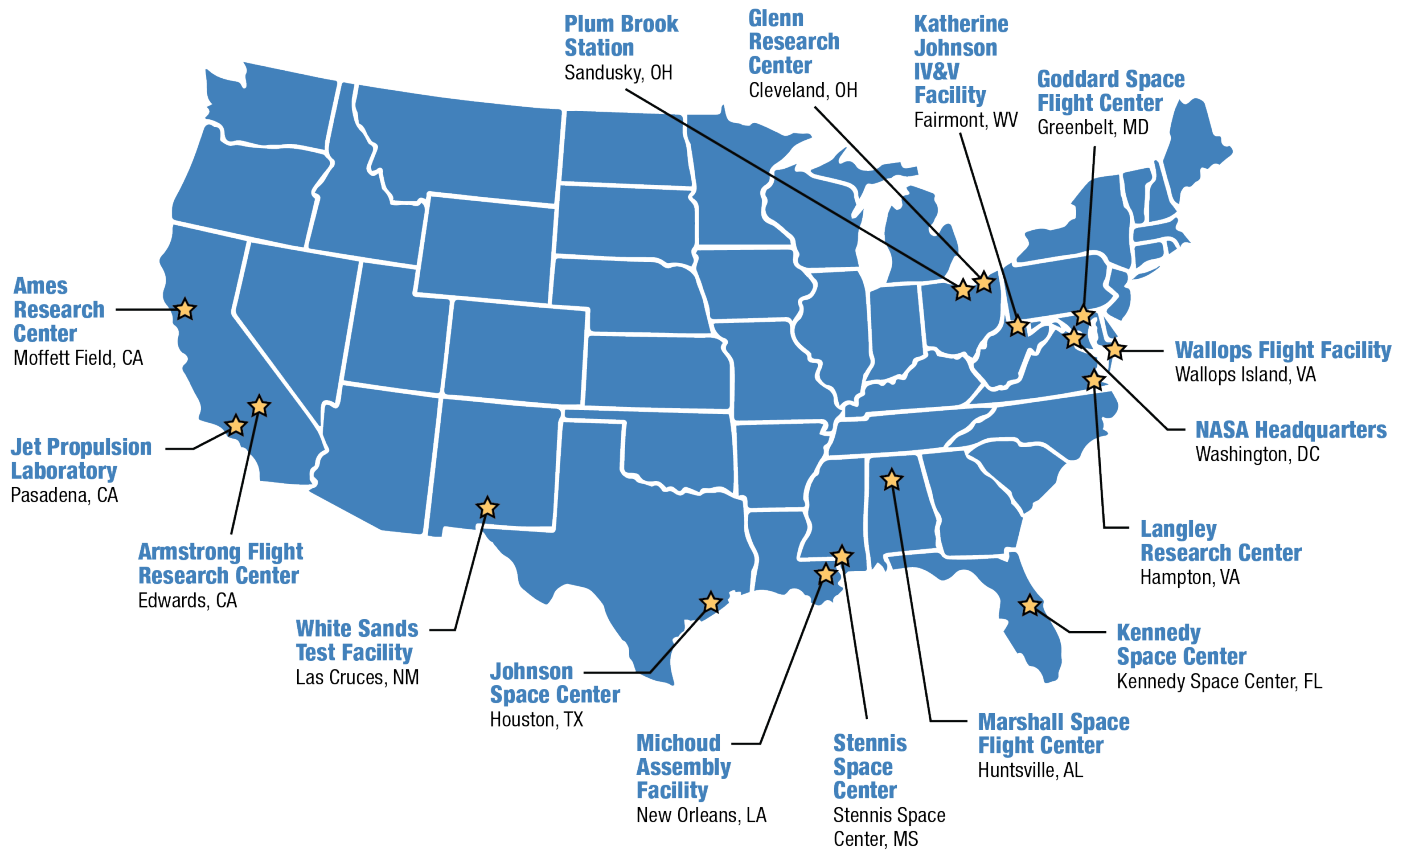 Plum Brook
Station
Sandusky, OH
Glenn
Research
Center
Cleveland, OH
Katherine
Johnson
IV&V
Facility
Fairmont, WV
Goddard Space
Flight Center
Greenbelt, MD
Ames
Research
Center
Moffett Field, CA
Wallops Flight Facility
Wallops Island, VA
NASA Headquarters
Washington, DC
Jet Propulsion
Laboratory
Pasadena, CA
Langley
Research Center
Hampton, VA
Armstrong Flight
Research Center
Edwards, CA
White Sands
Test Facility
Las Cruces, NM
Kennedy
Space Center
Kennedy Space Center, FL
Johnson
Space Center
Houston, TX
Michoud
Assembly
Facility
New Orleans, LA
Stennis
Space
Center
Stennis Space
Center, MS
Marshall Space
Flight Center
Huntsville, AL